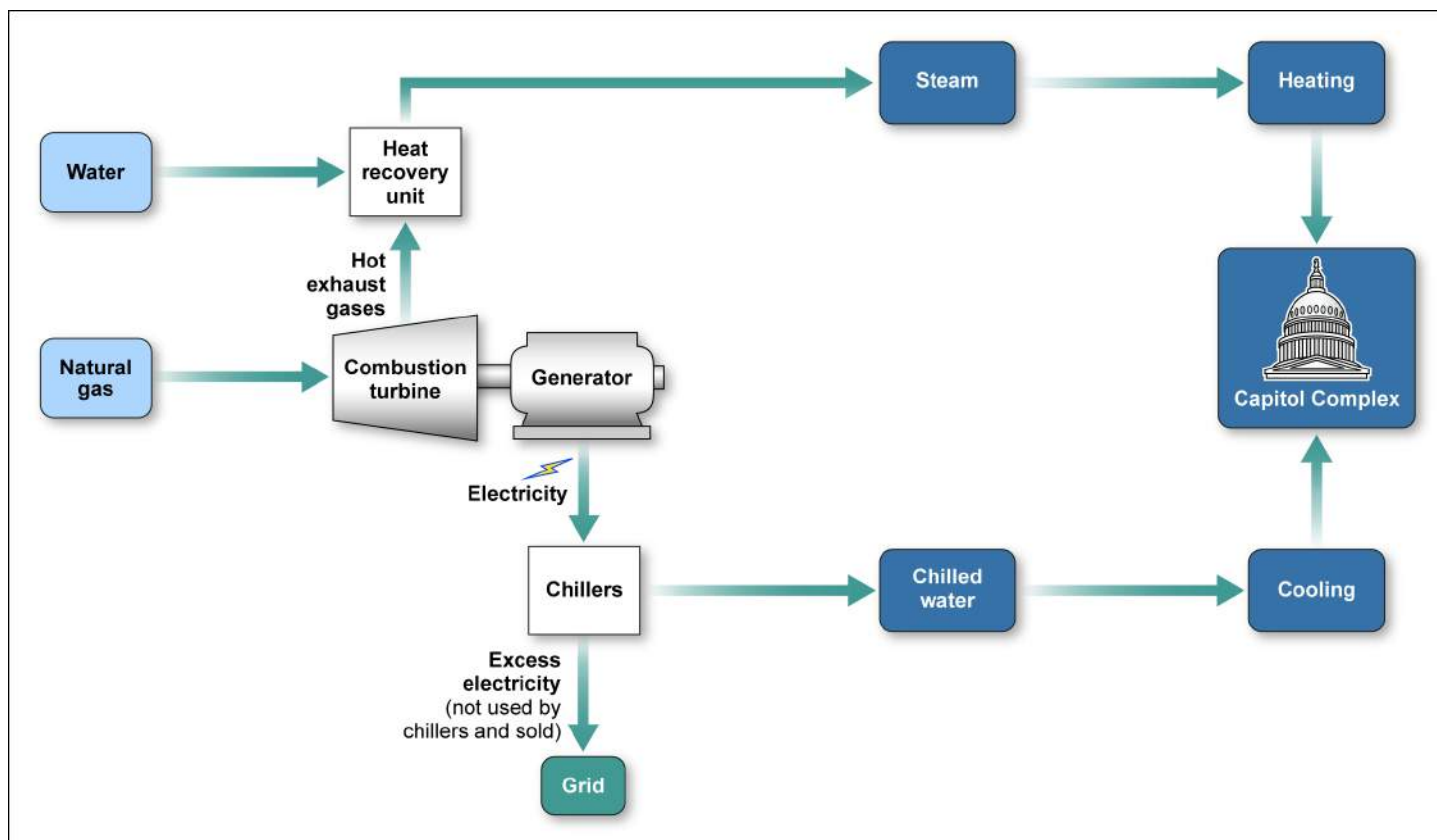 Steam
Heating
Water
Heat
recovery
unit
Hot
exhaust
gases
Natural
gas
Combustion
turbine
Generator
Capitol Complex
Electricity
Chillers
Chilled
water
Cooling
Excess
electricity
(not used by
chillers and sold)
Grid